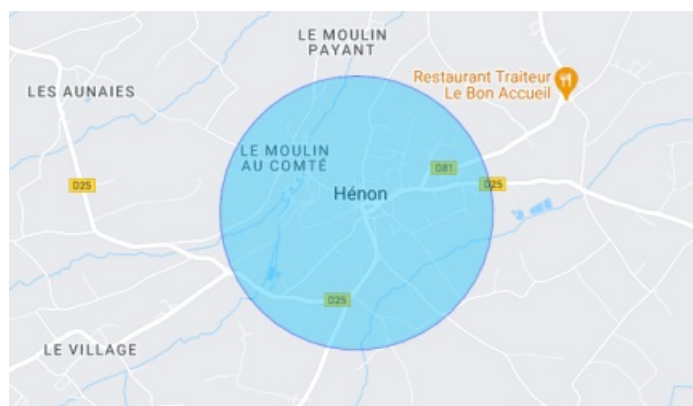 LE MOULIN
PAYANT
Restaurant Traiteur
Le Bon Accueil
LES AUNAIES
LE MOULIN
AU COMTÉ
D81
D25
D25
Hénon
D25
LE VILLAGE